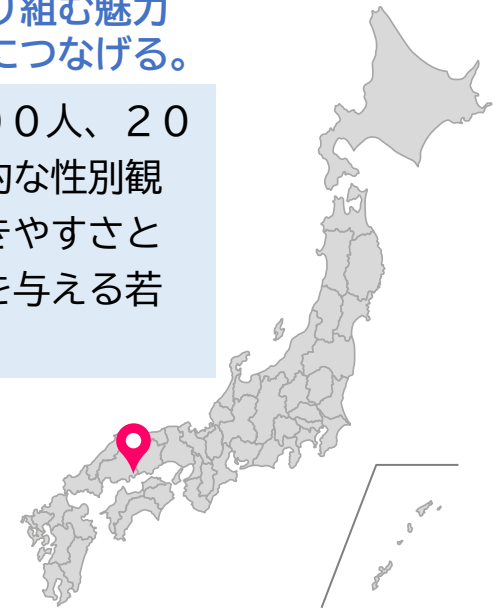 り組む魅力
につなげる。
００人、２０
的な性別観
きやすさと
を与える若